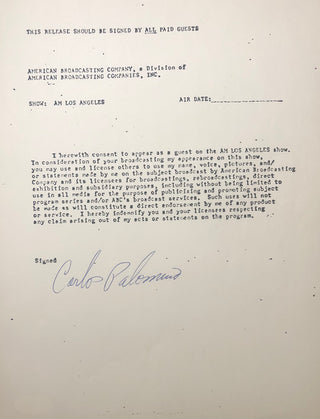 THIS RELEASE SHOULD BE SIGNED BY ALL PAID GUESTS
AMERICAN BROADCASTING COMPANY, a Division of
AMERICAN BROADCASTING COMPANIES, INC.
SHOW: AM LOS ANGELES AIR DATE:
I herewith consent to appear as a guest on the AM LOS ANGELES show.
In consideration of your broadcasting my appearance on this show,
you may use and license others to use my name, voice, pictures, and/
or statements made by me on the subject broadcast by American Broadcasting
Company and its licensees for broadcastings, rebroadcastings, direct
exhibition and subsidiary purposes, including without being limited to
use in all media for the purpose of publicizing and promoting subject
program series and/or ABC's broadcast services. Such uses will not
be made as will constitute a direct endorsement by me of any product
or service. I hereby indemnify you and your licensees respecting
any claim arising out of my acts or statements on the program.
Signed
Carlos Palomino